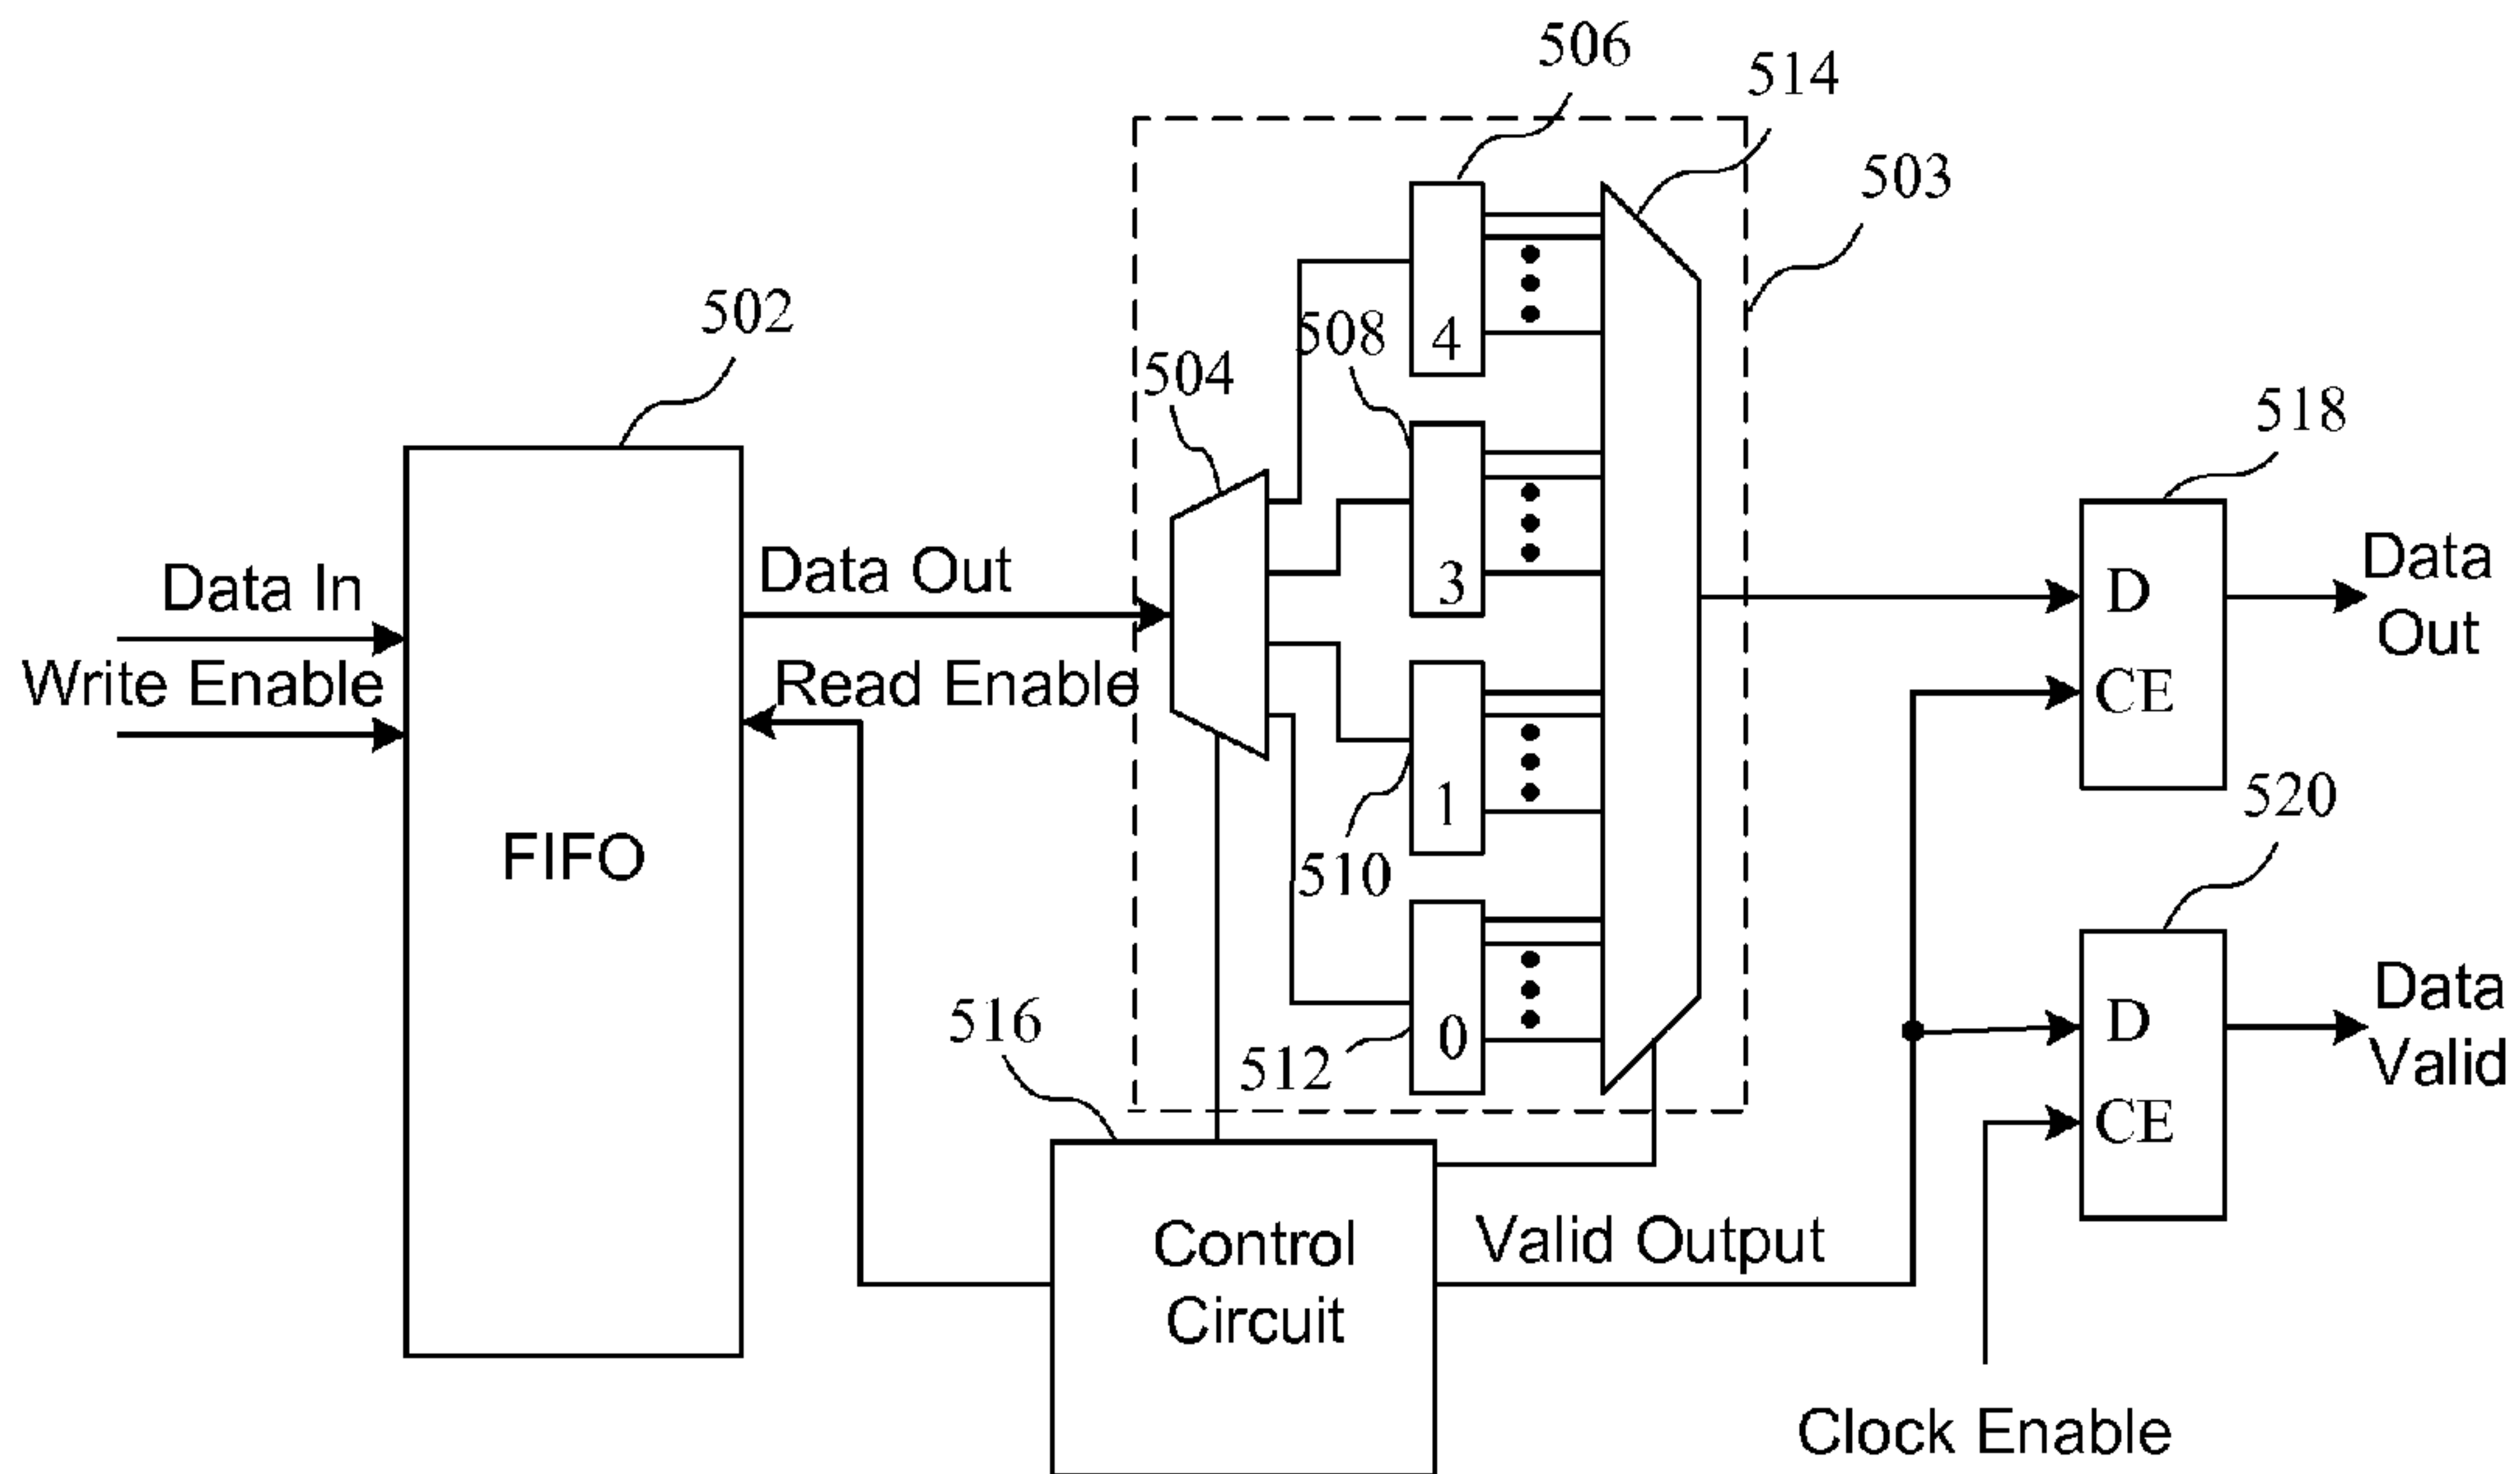 506
514
503
502
508
4
504
518
Data In
Data Out
3
D
Data
Out
Write Enable
Read Enable
CE
1
520
FIFO
510
516
512
0
D
Data
Valid
CE
Control
Circuit
Valid Output
Clock Enable